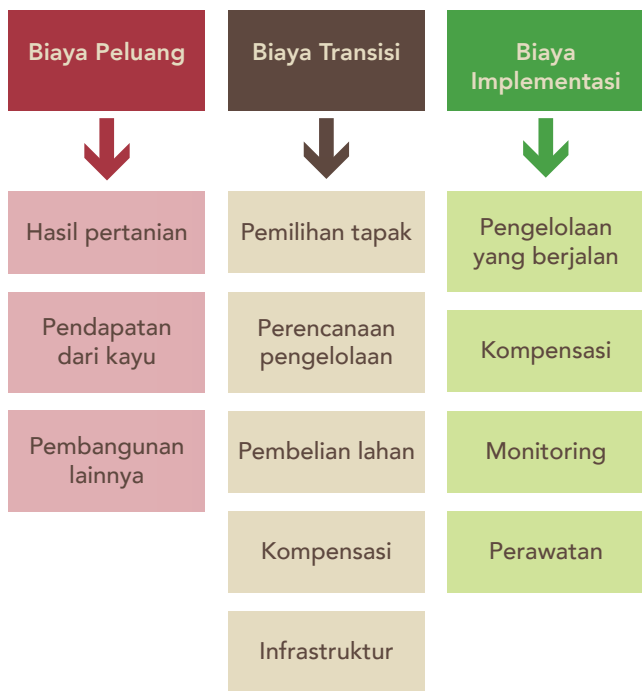 Biaya Peluang
Hasil pertanian
Pendapatan
dari kayu
Pembangunan
lainnya
Biaya Transisi
Pemilihan tapak
Perencanaan
pengelolaan
Pembelian lahan
Kompensasi
Infrastruktur
Biaya
Implementasi
Pengelolaan
yang berjalan
Kompensasi
Monitoring
Perawatan